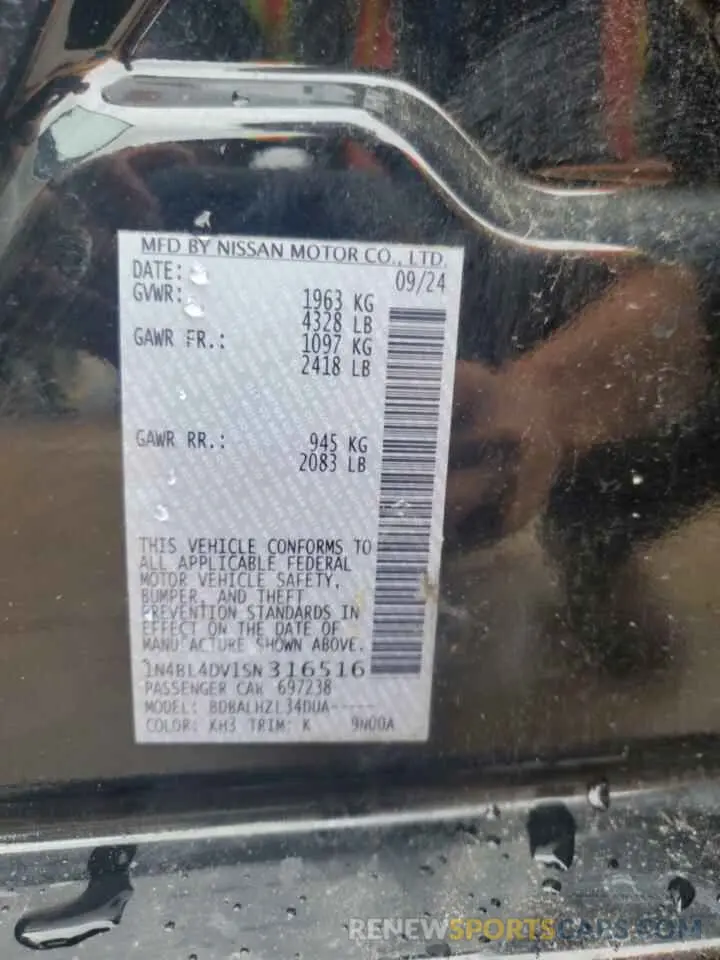 MFD BY NISSAN MOTOR CO., LTD.
DATE: 09/24
GVWR: 1963 KG
4328 LB
GAWR FR.: 1097 KG
2418 LB
GAWR RR.: 945 KG
2083 LB
THIS VEHICLE CONFORMS TO
ALL APPLICABLE FEDERAL
MOTOR VEHICLE SAFETY,
BUMPER, AND THEFT
PREVENTION STANDARDS IN
EFFECT ON THE DATE OF
MANUFACTURE SHOWN ABOVE.
1N4BL4DV1SN316516
PASSENGER CAR 697238
MODEL: BDBALHZL34DUA-----
COLOR: KH3 TRIM: K 9N00A
RENEWSPORTSCARS.COM